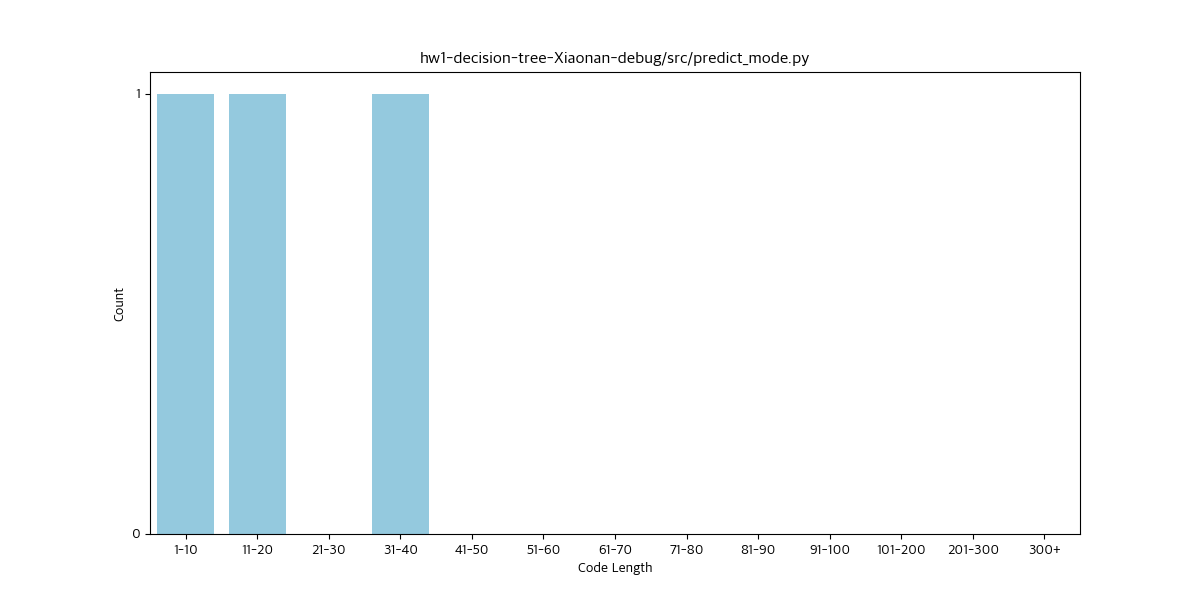 hw1-decision-tree-Xiaonan-debug/src/predict_mode.py
1
Count
0
1-10 11-20 21-30 31-40 41-50 51-60 61-70 71-80 81-90 91-100 101-200 201-300 300+
Code Length